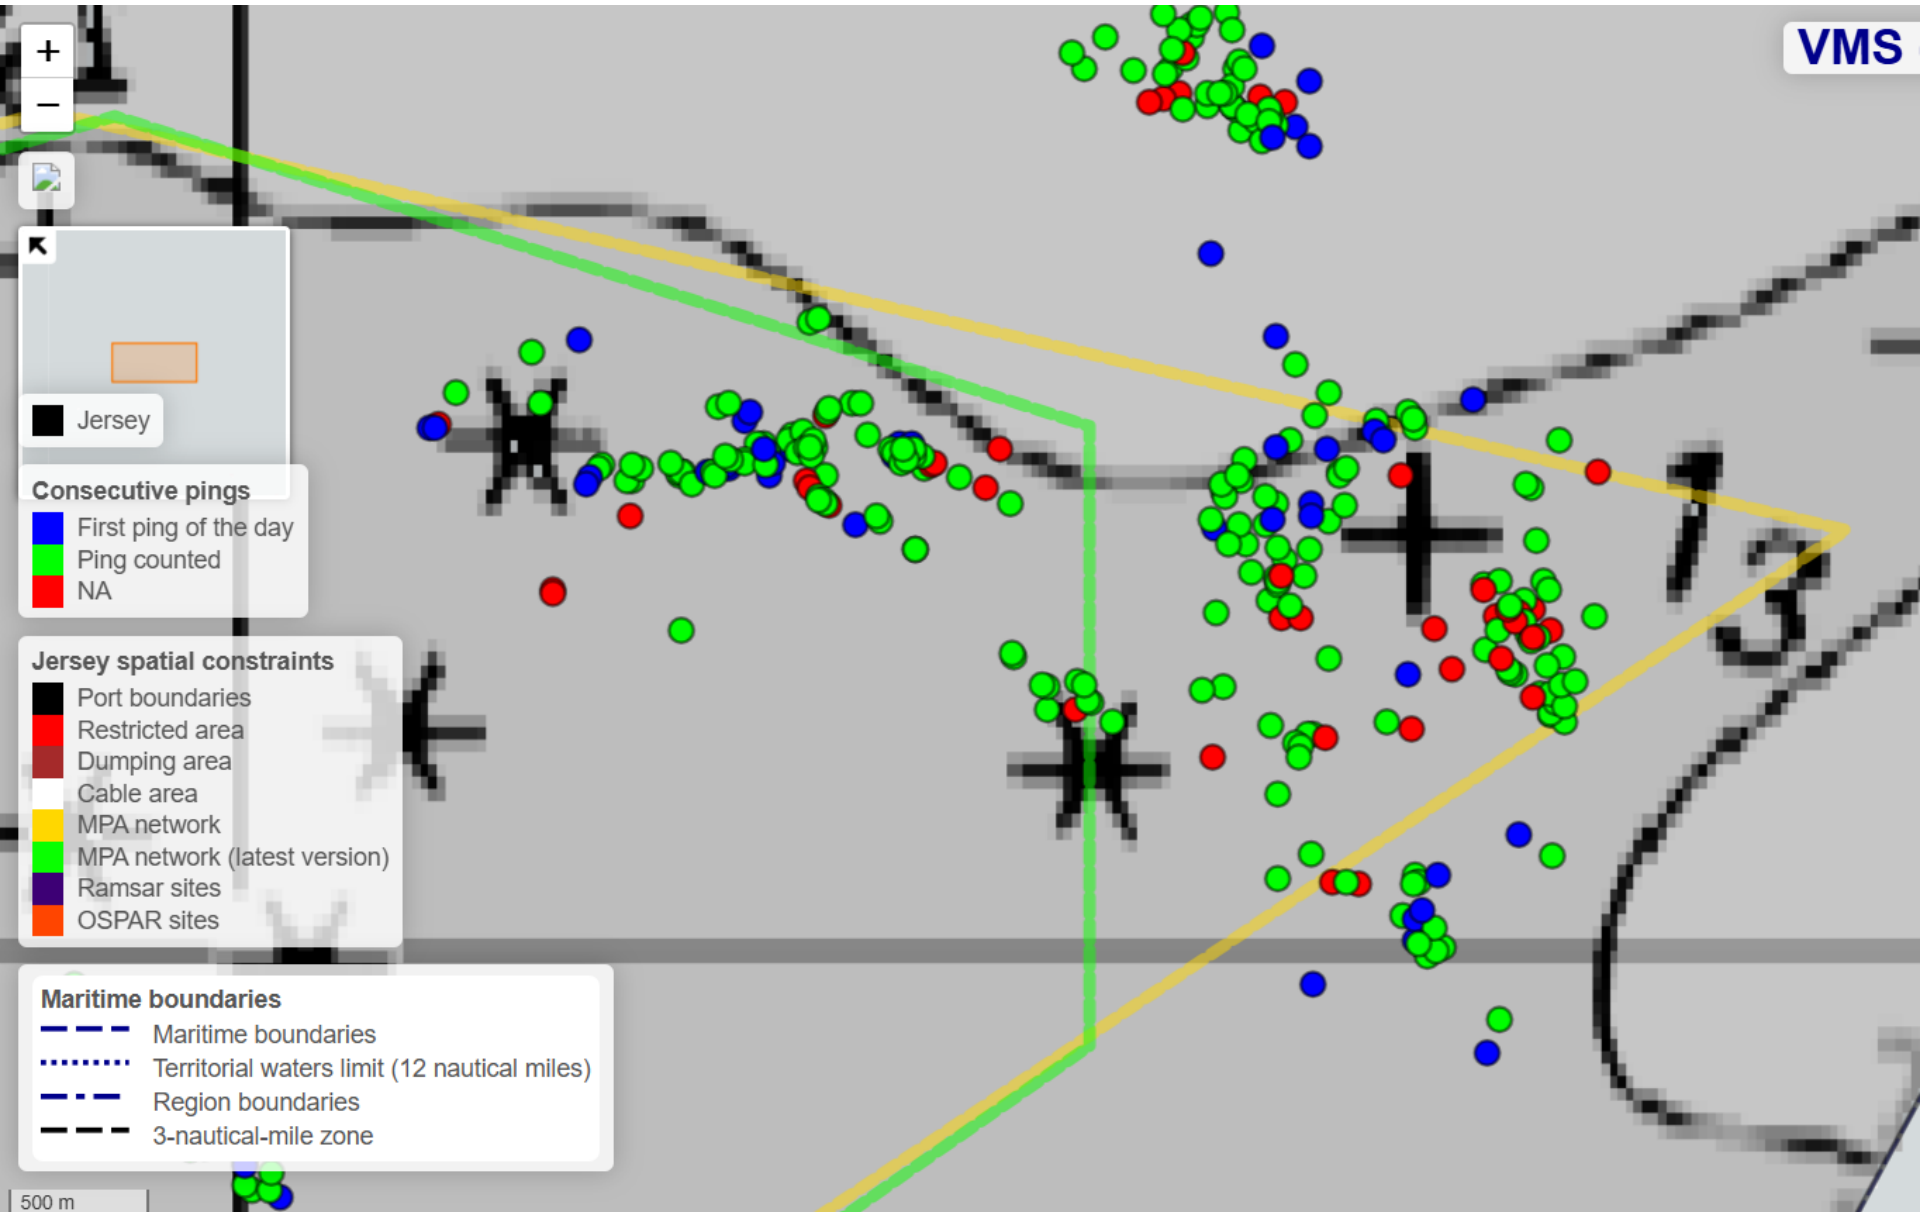 +
VMS
−
Jersey
Consecutive pings
First ping of the day
Ping counted
NA
Jersey spatial constraints
Port boundaries
Restricted area
Dumping area
Cable area
MPA network
MPA network (latest version)
Ramsar sites
OSPAR sites
Maritime boundaries
Maritime boundaries
Territorial waters limit (12 nautical miles)
Region boundaries
3-nautical-mile zone
500 m
1
3